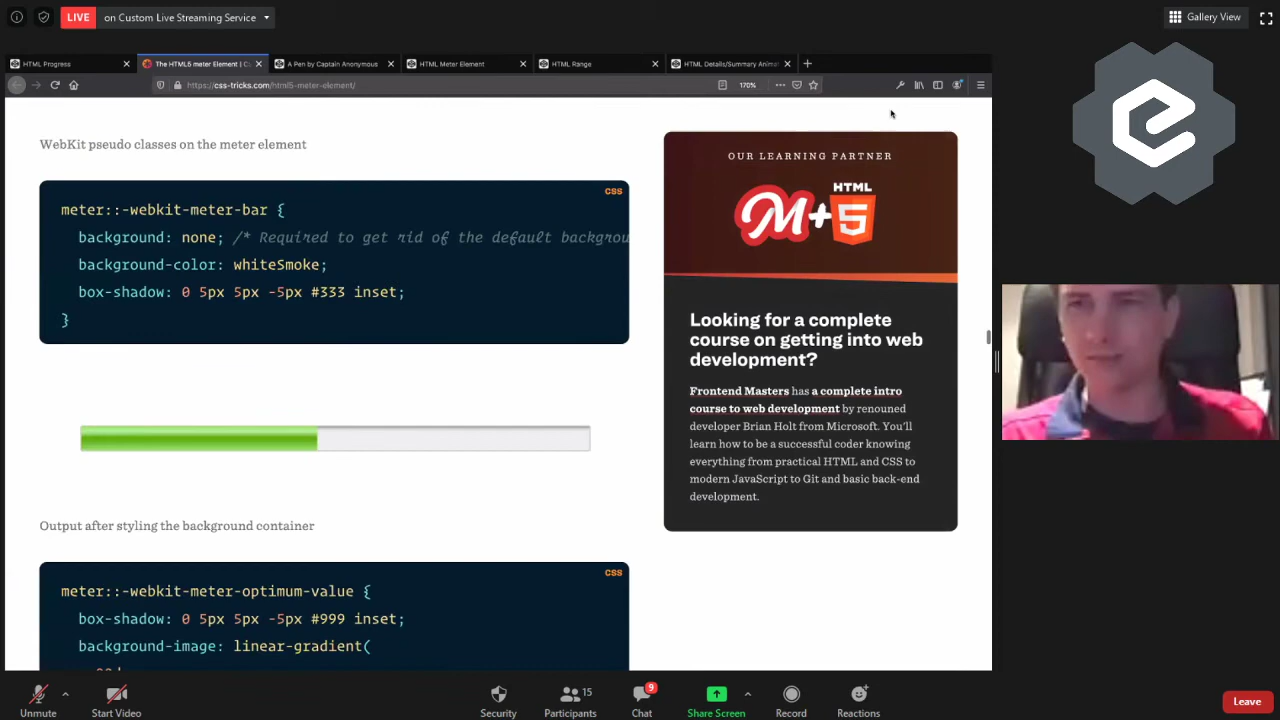 LIVE
on Custom Live Streaming Service
Gallery View
HTML Progress
The HTML5 meter Element | C
A Pen by Captain Anonymous
HTML Meter Element
HTML Range
HTML Details/Summary Animat
https://css-tricks.com/html5-meter-element/
170%
WebKit pseudo classes on the meter element
CSS
meter::-webkit-meter-bar {
background: none; /* Required to get rid of the default backgrou
background-color: whiteSmoke;
box-shadow: 0 5px 5px -5px #333 inset;
}
Output after styling the background container
CSS
meter::-webkit-meter-optimum-value {
box-shadow: 0 5px 5px -5px #999 inset;
background-image: linear-gradient(
OUR LEARNING PARTNER
M+
HTML
5
Looking for a complete
course on getting into web
development?
Frontend Masters has a complete intro
course to web development by renouned
developer Brian Holt from Microsoft. You'll
learn how to be a successful coder knowing
everything from practical HTML and CSS to
modern JavaScript to Git and basic back-end
development.
Unmute
Start Video
Security
15
Participants
9
Chat
Share Screen
Record
Reactions
Leave